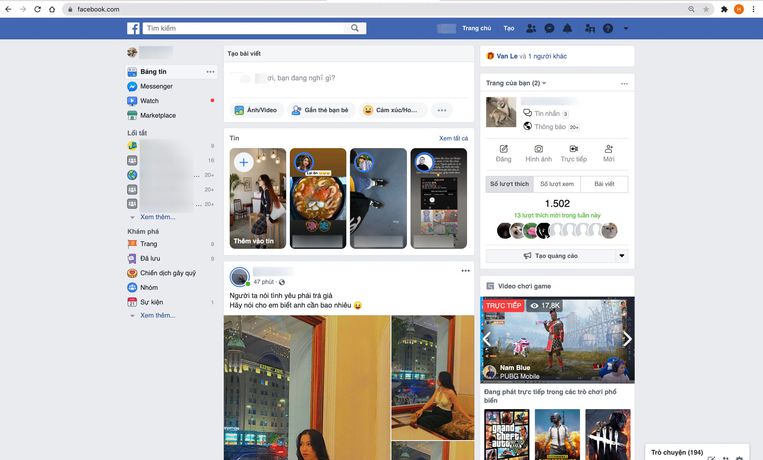 facebook.com
Tìm kiếm
Trang chủ
Tạo
Bảng tin
Messenger
Watch
Marketplace
Lối tắt
9
16
20+
20+
20+
Xem thêm...
Khám phá
Trang
9
Đã lưu
9
Chiến dịch gây quỹ
Nhóm
Sự kiện
1
Xem thêm...
Tạo bài viết
ơi, bạn đang nghĩ gì?
Ảnh/Video
Gắn thẻ bạn bè
Cảm xúc/Ho...
Tin
Xem tất cả
Thêm vào tin
47 phút
Người ta nói tình yêu phải trả giá
Hãy nói cho em biết anh cần bao nhiêu 😛
Van Le và 1 người khác
Trang của bạn (2)
Tin nhắn 3
Thông báo 20+
Đăng
Hình ảnh
Trực tiếp
Mời
Số lượt thích
Số lượt xem
Bài viết
1.502
13 lượt thích mới trong tuần này
Tạo quảng cáo
Video chơi game
TRỰC TIẾP
17,8K
Nam Blue
PUBG Mobile
Đang phát trực tiếp trong các trò chơi phổ
biến
grand
theft
auto
Trò chuyện (194)